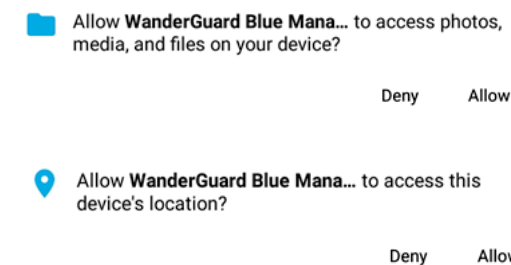 Allow WanderGuard Blue Mana... to access photos,
media, and files on your device?
Deny Allow
Allow WanderGuard Blue Mana... to access this
device's location?
Deny Allow